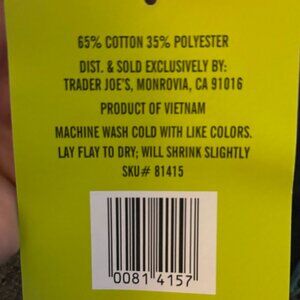 65% COTTON 35% POLYESTER
DIST. & SOLD EXCLUSIVELY BY:
TRADER JOE'S, MONROVIA, CA 91016
PRODUCT OF VIETNAM
MACHINE WASH COLD WITH LIKE COLORS.
LAY FLAY TO DRY; WILL SHRINK SLIGHTLY
SKU# 81415
0081 4157